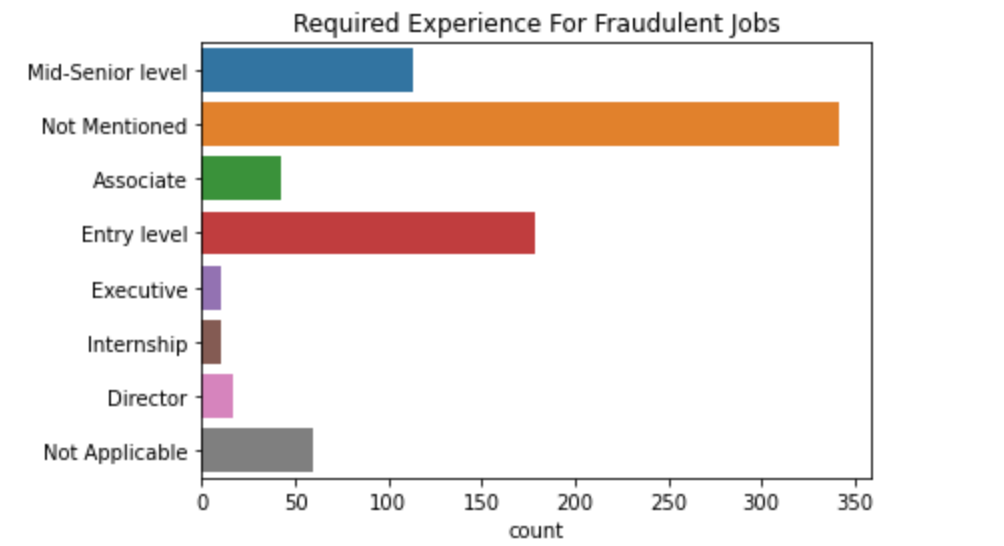 Required Experience For Fraudulent Jobs
Mid-Senior level
Not Mentioned
Associate
Entry level
Executive
Internship
Director
Not Applicable
0 50 100 150 200 250 300 350
count